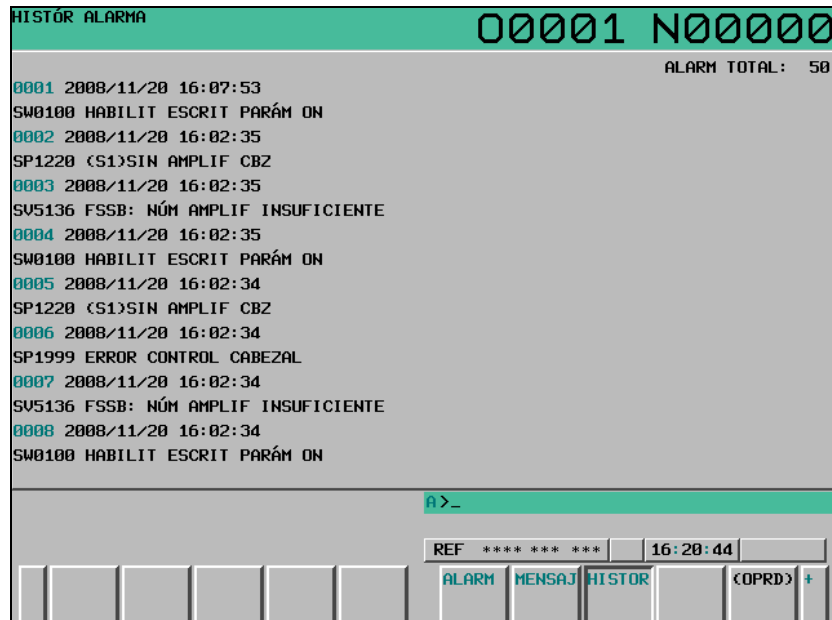 HISTÓR ALARMA
O0001 N00000
ALARM TOTAL: 50
0001 2008/11/20 16:07:53
SW0100 HABILIT ESCRIT PARÁM ON
0002 2008/11/20 16:02:35
SP1220 (S1)SIN AMPLIF CBZ
0003 2008/11/20 16:02:35
SV5136 FSSB: NÚM AMPLIF INSUFICIENTE
0004 2008/11/20 16:02:35
SW0100 HABILIT ESCRIT PARÁM ON
0005 2008/11/20 16:02:34
SP1220 (S1)SIN AMPLIF CBZ
0006 2008/11/20 16:02:34
SP1999 ERROR CONTROL CABEZAL
0007 2008/11/20 16:02:34
SV5136 FSSB: NÚM AMPLIF INSUFICIENTE
0008 2008/11/20 16:02:34
SW0100 HABILIT ESCRIT PARÁM ON
A>_
REF **** *** *** 16:20:44
ALARM MENSAJ HISTOR (OPRD) +